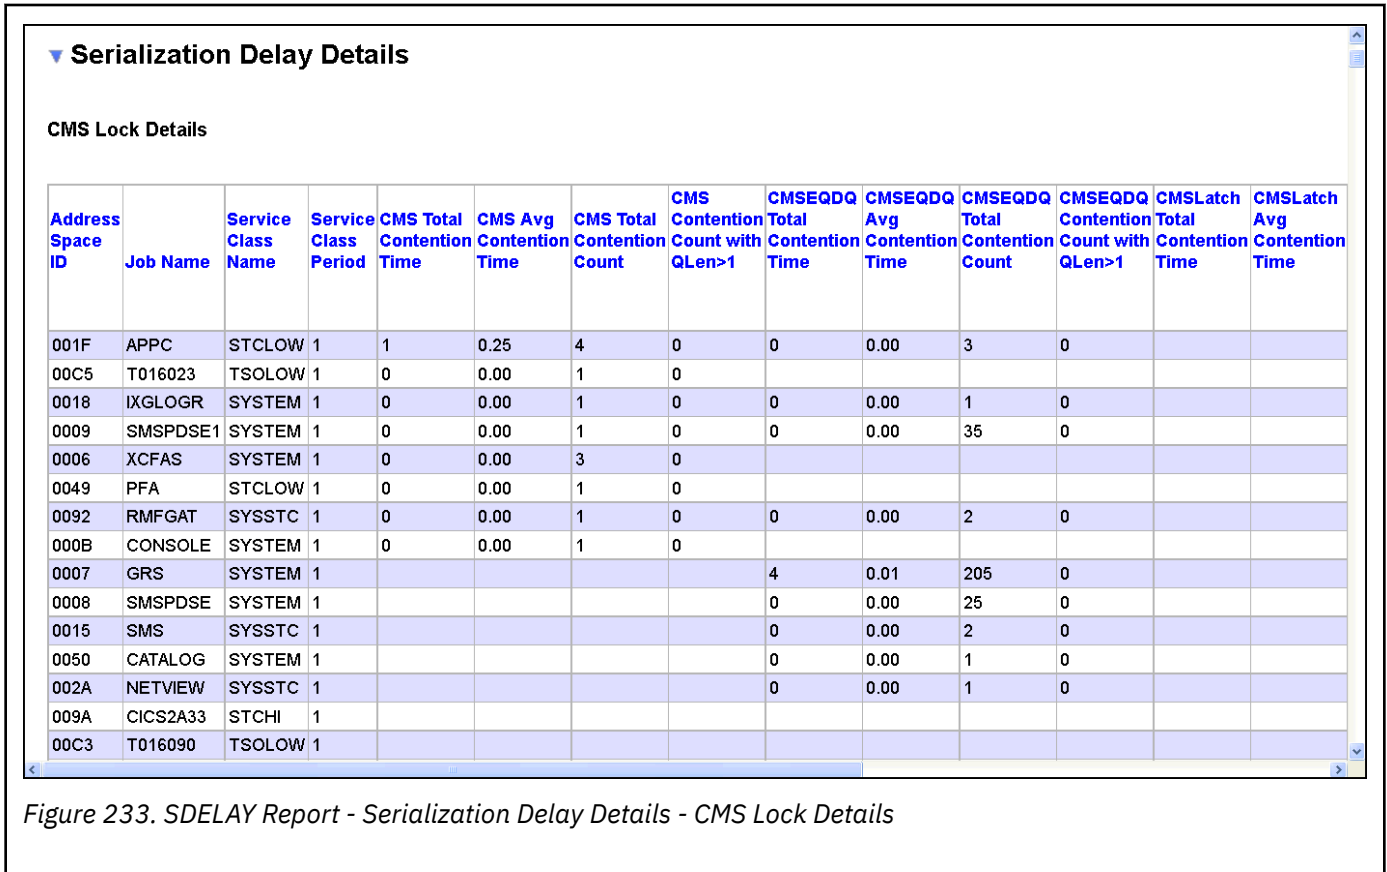 Serialization Delay Details
CMS Lock Details
Address Space ID Job Name Service Class Name Service Class Period CMS Total Contention Time CMS Avg Contention Time CMS Total Contention Count CMS Contention Count with QLen>1 CMSEQDQ Total Contention Time CMSEQDQ Avg Contention Time CMSEQDQ Total Contention Count CMSEQDQ Contention Count with QLen>1 CMSLatch Total Contention Time CMSLatch Avg Contention Time
001F APPC STCLOW 1 1 0.25 4 0 0 0.00 3 0
00C5 T016023 TSOLOW 1 0 0.00 1 0
0018 IXGLOGR SYSTEM 1 0 0.00 1 0 0 0.00 1 0
0009 SMSPDSE1 SYSTEM 1 0 0.00 1 0 0 0.00 35 0
0006 XCFAS SYSTEM 1 0 0.00 3 0
0049 PFA STCLOW 1 0 0.00 1 0
0092 RMFGAT SYSSTC 1 0 0.00 1 0 0 0.00 2 0
000B CONSOLE SYSTEM 1 0 0.00 1 0
0007 GRS SYSTEM 1 4 0.01 205 0
0008 SMSPDSE SYSTEM 1 0 0.00 25 0
0015 SMS SYSSTC 1 0 0.00 2 0
0050 CATALOG SYSTEM 1 0 0.00 1 0
002A NETVIEW SYSSTC 1 0 0.00 1 0
009A CICS2A33 STCHI 1
00C3 T016090 TSOLOW 1
Figure 233. SDELAY Report - Serialization Delay Details - CMS Lock Details